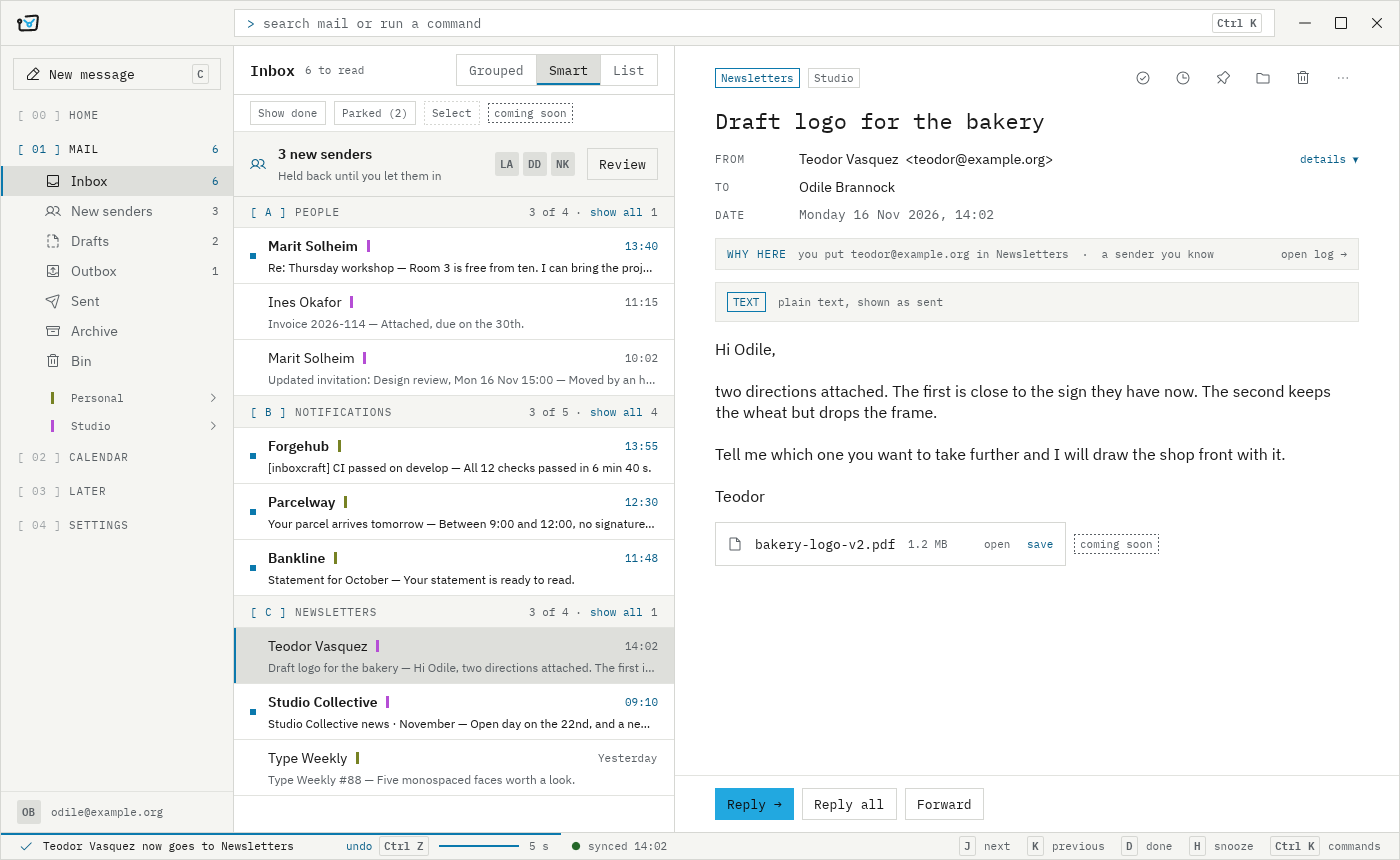 > search mail or run a command Ctrl K
New message C
Inbox 6 to read Grouped Smart List
Show done Parked (2) Select coming soon
[ 00 ] HOME
[ 01 ] MAIL 6
Inbox 6
New senders 3
Drafts 2
Outbox 1
Sent
Archive
Bin
Personal
Studio
[ 02 ] CALENDAR
[ 03 ] LATER
[ 04 ] SETTINGS
OB odile@example.org
3 new senders
Held back until you let them in
LA DD NK Review
[ A ] PEOPLE 3 of 4 · show all 1
Marit Solheim 13:40
Re: Thursday workshop — Room 3 is free from ten. I can bring the proj…
Ines Okafor 11:15
Invoice 2026-114 — Attached, due on the 30th.
Marit Solheim 10:02
Updated invitation: Design review, Mon 16 Nov 15:00 — Moved by an h…
[ B ] NOTIFICATIONS 3 of 5 · show all 4
Forgehub 13:55
[inboxcraft] CI passed on develop — All 12 checks passed in 6 min 40 s.
Parcelway 12:30
Your parcel arrives tomorrow — Between 9:00 and 12:00, no signature…
Bankline 11:48
Statement for October — Your statement is ready to read.
[ C ] NEWSLETTERS 3 of 4 · show all 1
Teodor Vasquez 14:02
Draft logo for the bakery — Hi Odile, two directions attached. The first i…
Studio Collective 09:10
Studio Collective news · November — Open day on the 22nd, and a ne…
Type Weekly Yesterday
Type Weekly #88 — Five monospaced faces worth a look.
Newsletters Studio
Draft logo for the bakery
FROM Teodor Vasquez <teodor@example.org> details ▾
TO Odile Brannock
DATE Monday 16 Nov 2026, 14:02
WHY HERE you put teodor@example.org in Newsletters · a sender you know open log →
TEXT plain text, shown as sent
Hi Odile,
two directions attached. The first is close to the sign they have now. The second keeps
the wheat but drops the frame.
Tell me which one you want to take further and I will draw the shop front with it.
Teodor
bakery-logo-v2.pdf 1.2 MB open save coming soon
Reply → Reply all Forward
Teodor Vasquez now goes to Newsletters undo Ctrl Z 5 s synced 14:02 J next K previous D done H snooze Ctrl K commands